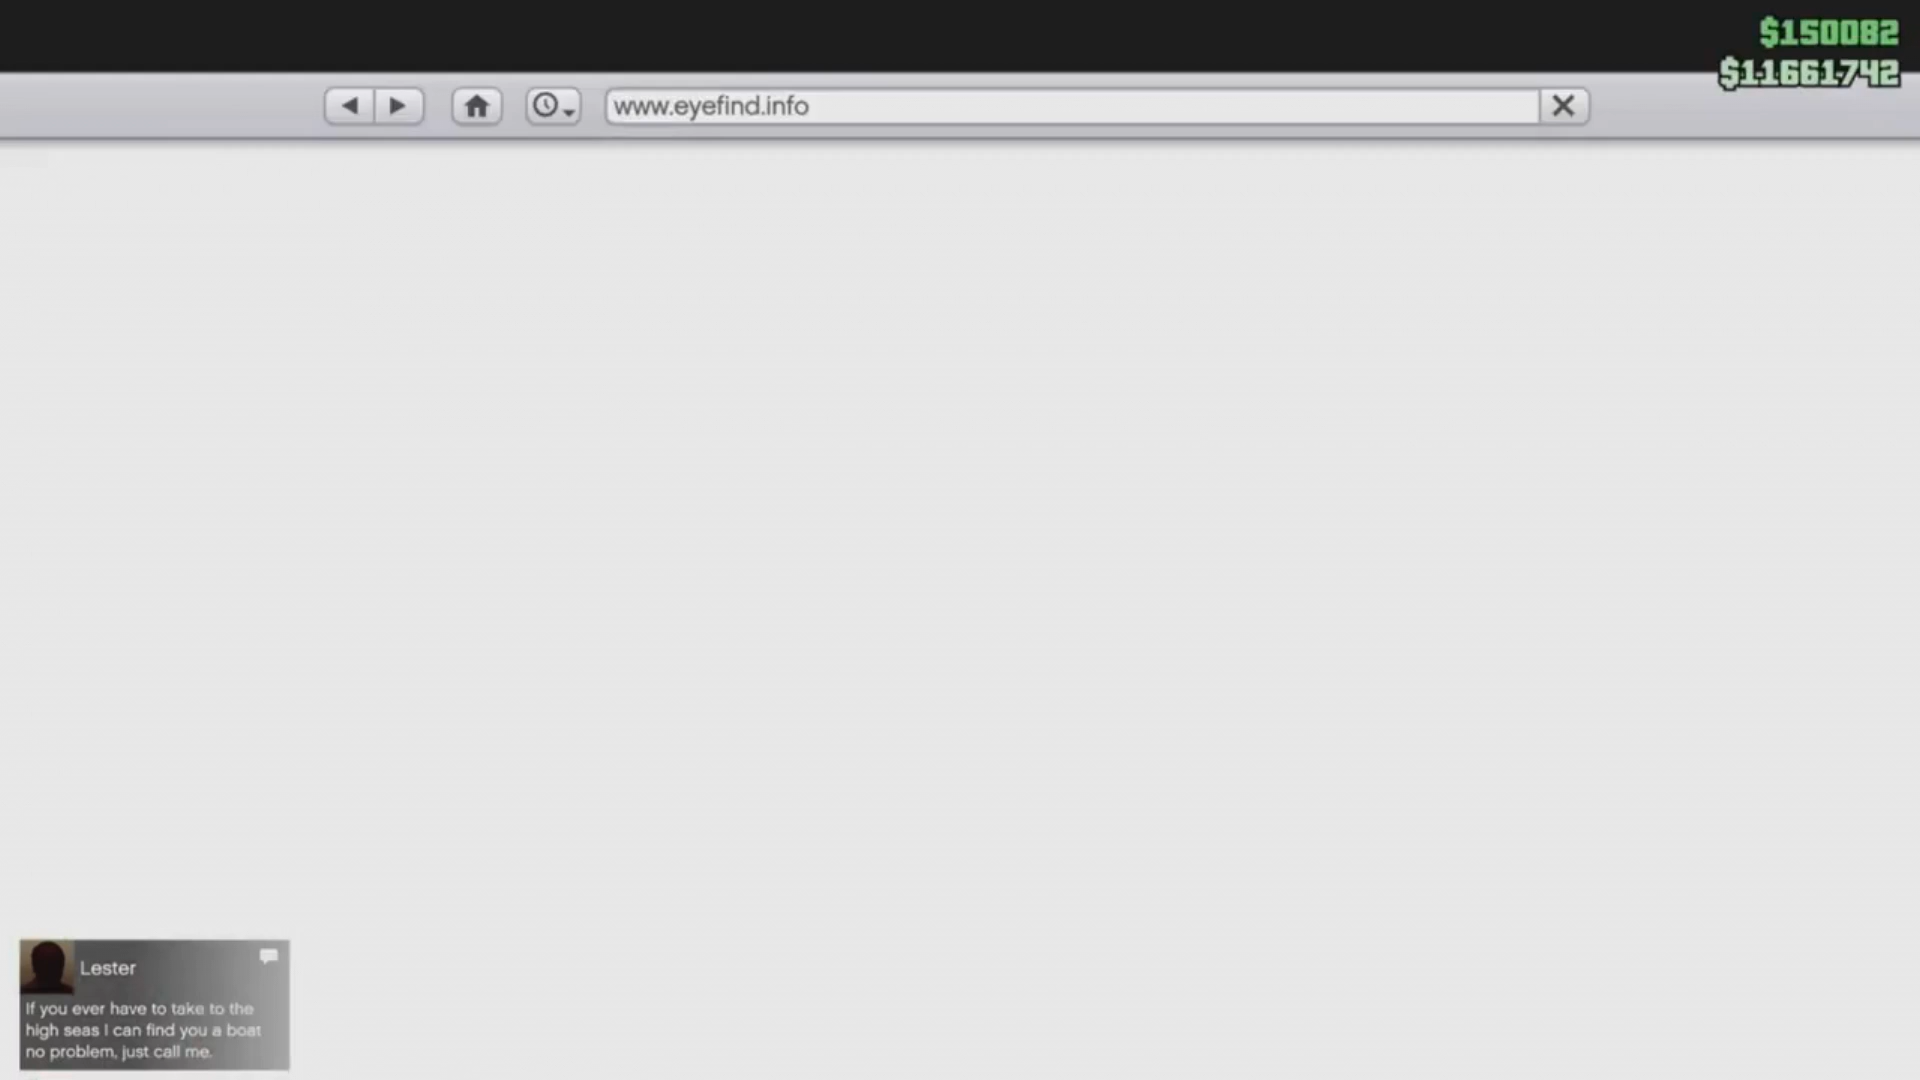 $150082
$11661742
www.eyefind.info
Lester
If you ever have to take to the
high seas I can find you a boat
no problem, just call me.